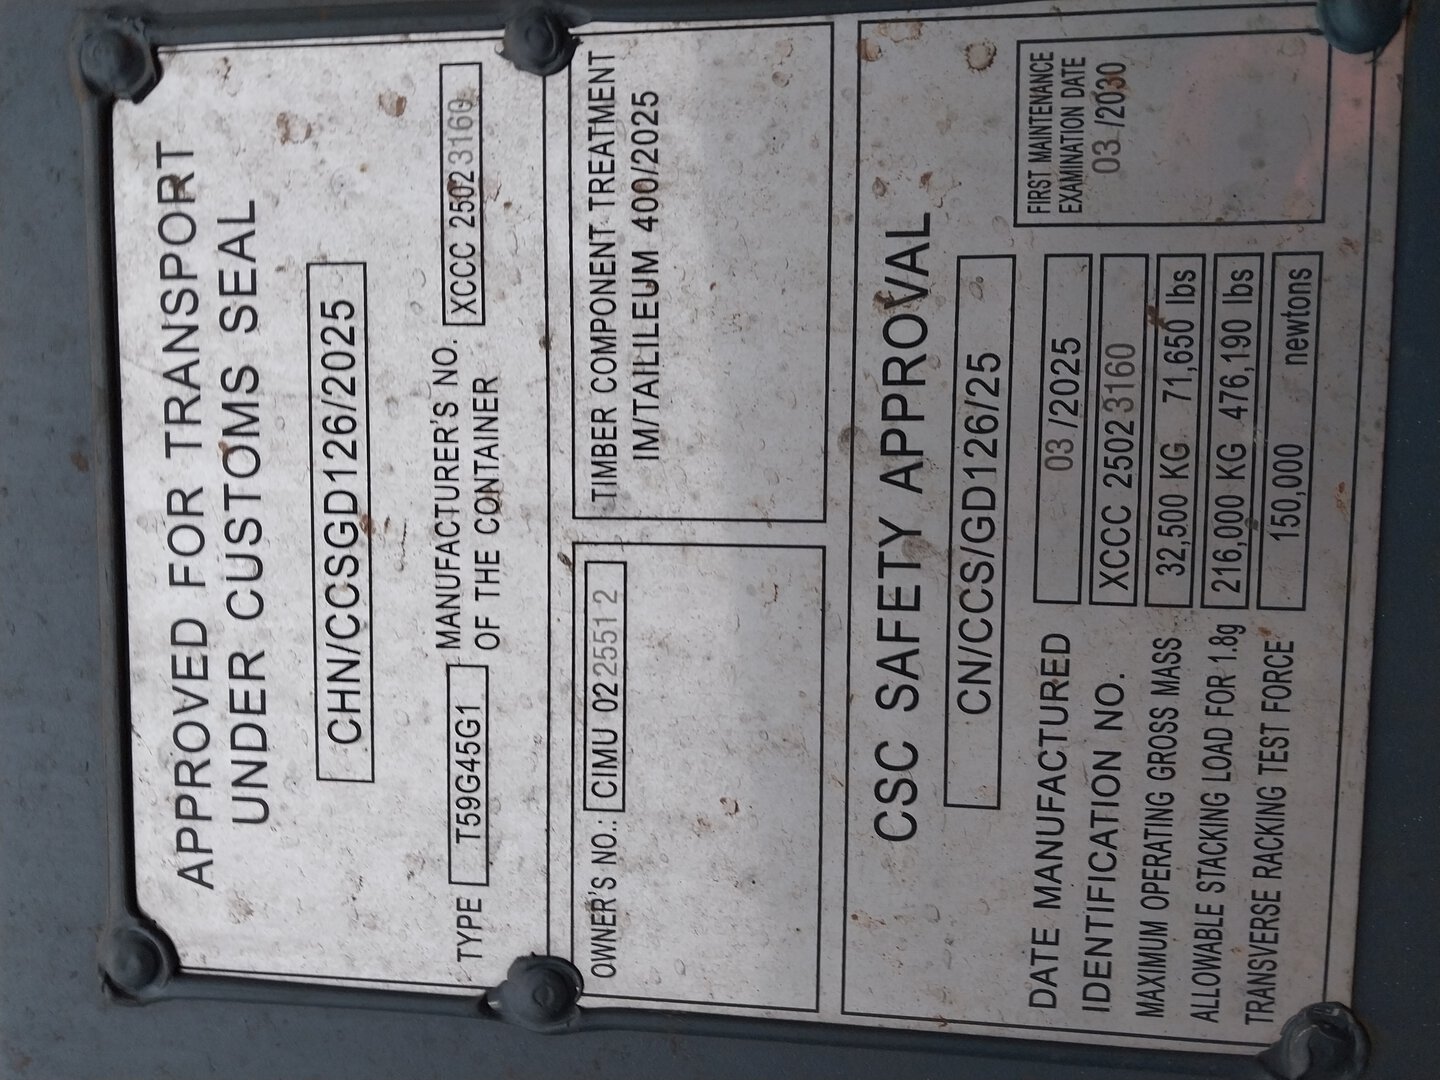 APPROVED FOR TRANSPORT
UNDER CUSTOMS SEAL
CHN/CCSGD126/2025
TYPE T59G45G1 MANUFACTURER'S NO.
OF THE CONTAINER XCCC 25023160
OWNER'S NO.: CIMU 022551 2
TIMBER COMPONENT TREATMENT
IM/TAILILEUM 400/2025
CSC SAFETY APPROVAL
CN/CCS/GD126/25
DATE MANUFACTURED 03 /2025
IDENTIFICATION NO. XCCC 25023160
MAXIMUM OPERATING GROSS MASS 32,500 KG 71,650 lbs
ALLOWABLE STACKING LOAD FOR 1.8g 216,000 KG 476,190 lbs
TRANSVERSE RACKING TEST FORCE 150,000 newtons
FIRST MAINTENANCE
EXAMINATION DATE
03 /2030